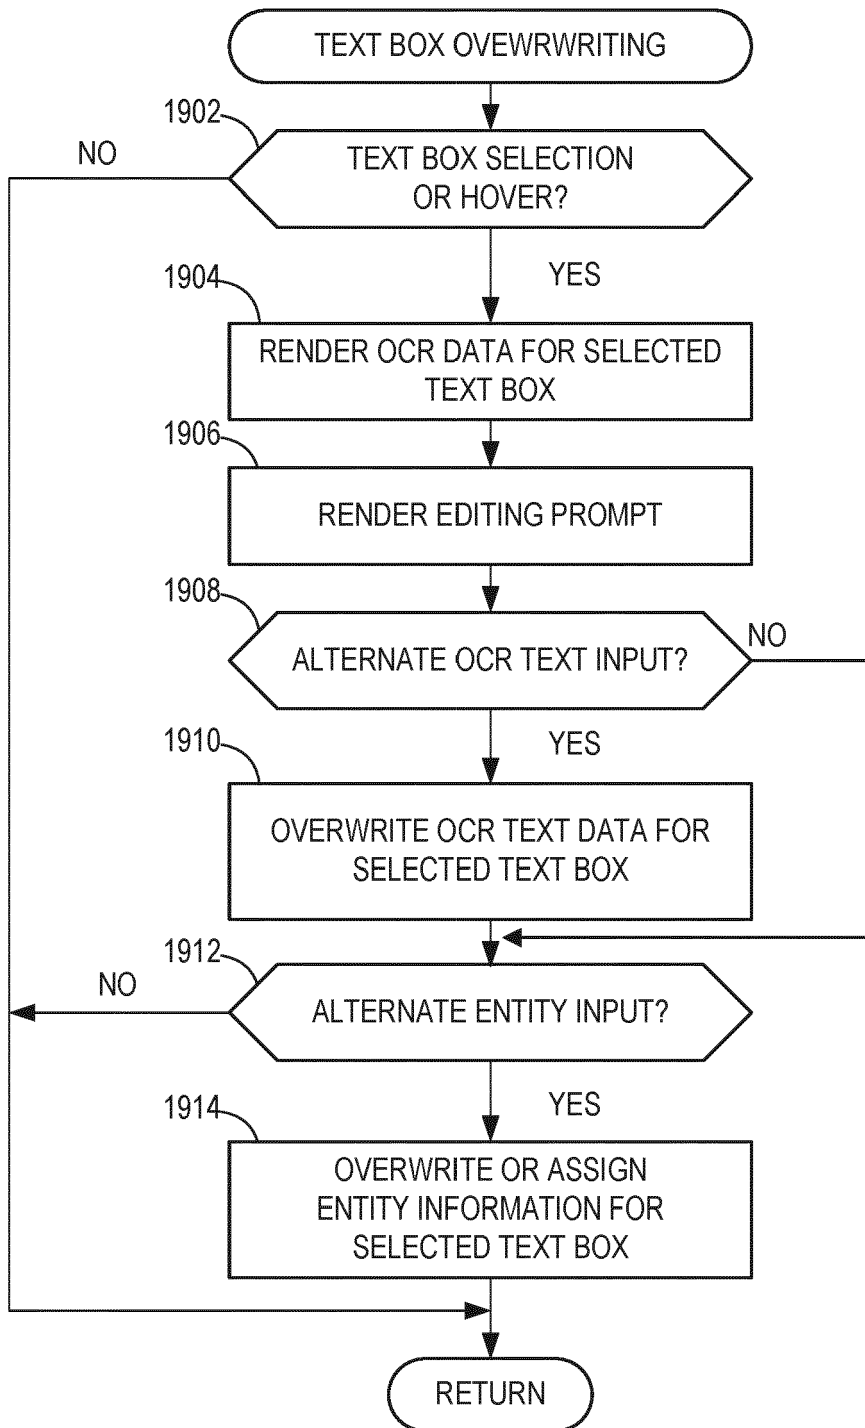 TEXT BOX OVEWRWRITING
1902
NO
TEXT BOX SELECTION
OR HOVER?
YES
1904
RENDER OCR DATA FOR SELECTED
TEXT BOX
1906
RENDER EDITING PROMPT
1908
NO
ALTERNATE OCR TEXT INPUT?
YES
1910
OVERWRITE OCR TEXT DATA FOR
SELECTED TEXT BOX
1912
NO
ALTERNATE ENTITY INPUT?
YES
1914
OVERWRITE OR ASSIGN
ENTITY INFORMATION FOR
SELECTED TEXT BOX
RETURN